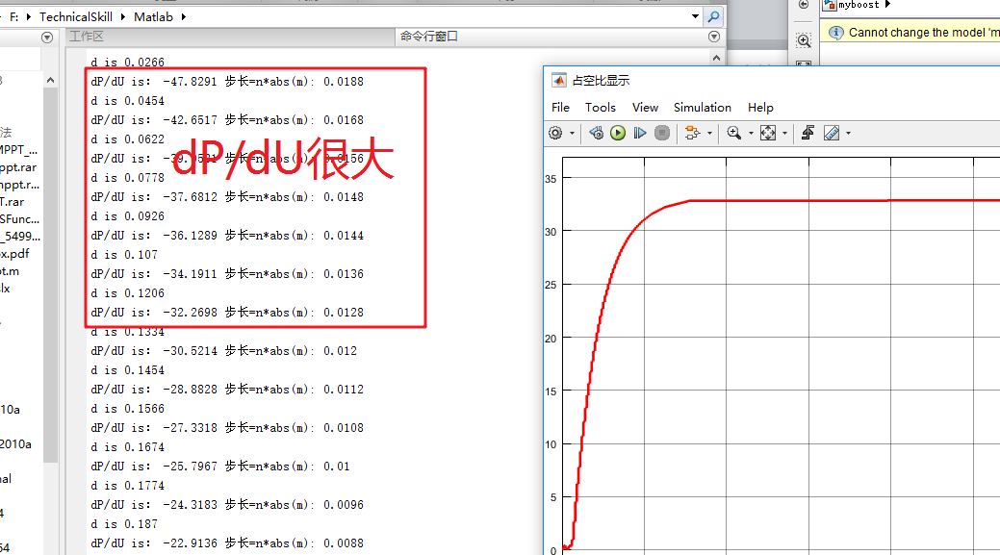 F: ▸ TechnicalSkill ▸ Matlab ▸
工作区
命令行窗口
d is 0.0266
dP/dU is: -47.8291 步长=n*abs(m): 0.0188
d is 0.0454
dP/dU is: -42.6517 步长=n*abs(m): 0.0168
d is 0.0622
dP/dU is: 步长=n*abs(m): 0.0156
dP/dU很大
d is 0.0778
dP/dU is: -37.6812 步长=n*abs(m): 0.0148
d is 0.0926
dP/dU is: -36.1289 步长=n*abs(m): 0.0144
d is 0.107
dP/dU is: -34.1911 步长=n*abs(m): 0.0136
d is 0.1206
dP/dU is: -32.2698 步长=n*abs(m): 0.0128
d is 0.1334
dP/dU is: -30.5214 步长=n*abs(m): 0.012
d is 0.1454
dP/dU is: -28.8828 步长=n*abs(m): 0.0112
d is 0.1566
dP/dU is: -27.3318 步长=n*abs(m): 0.0108
d is 0.1674
dP/dU is: -25.7967 步长=n*abs(m): 0.01
d is 0.1774
dP/dU is: -24.3183 步长=n*abs(m): 0.0096
d is 0.187
dP/dU is: -22.9136 步长=n*abs(m): 0.0088
法
MPPT_...
ppt.rar
mppt.r...
T.rar
SFunc...
_5499...
ox.pdf
pt.m
slx
10a
2010a
nal
4
54
myboost ▸
Cannot change the model 'm
占空比显示
File Tools View Simulation Help
35
30
25
20
15
10
5
0